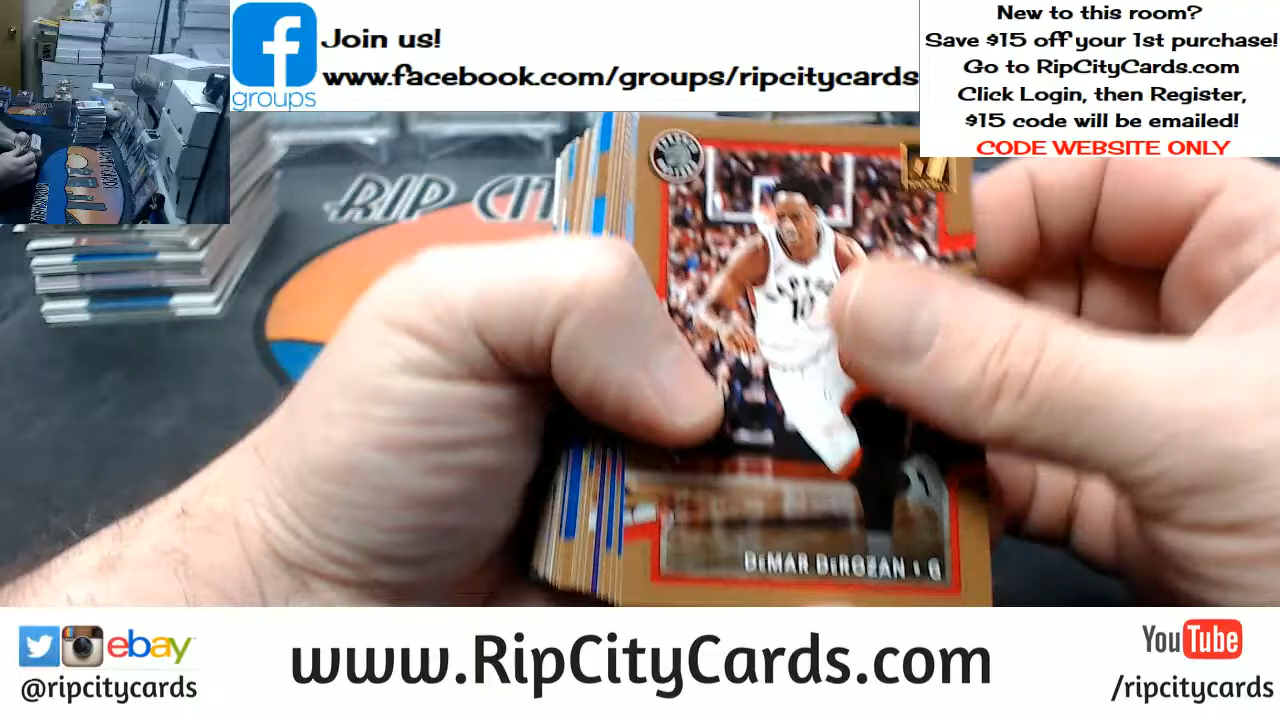 Join us!
www.facebook.com/groups/ripcitycards
groups
New to this room?
Save $15 off your 1st purchase!
Go to RipCityCards.com
Click Login, then Register,
$15 code will be emailed!
CODE WEBSITE ONLY
RIP CIT
10
DeMAR DeROZAN : G
ebay
@ripcitycards
www.RipCityCards.com
YouTube
/ripcitycards